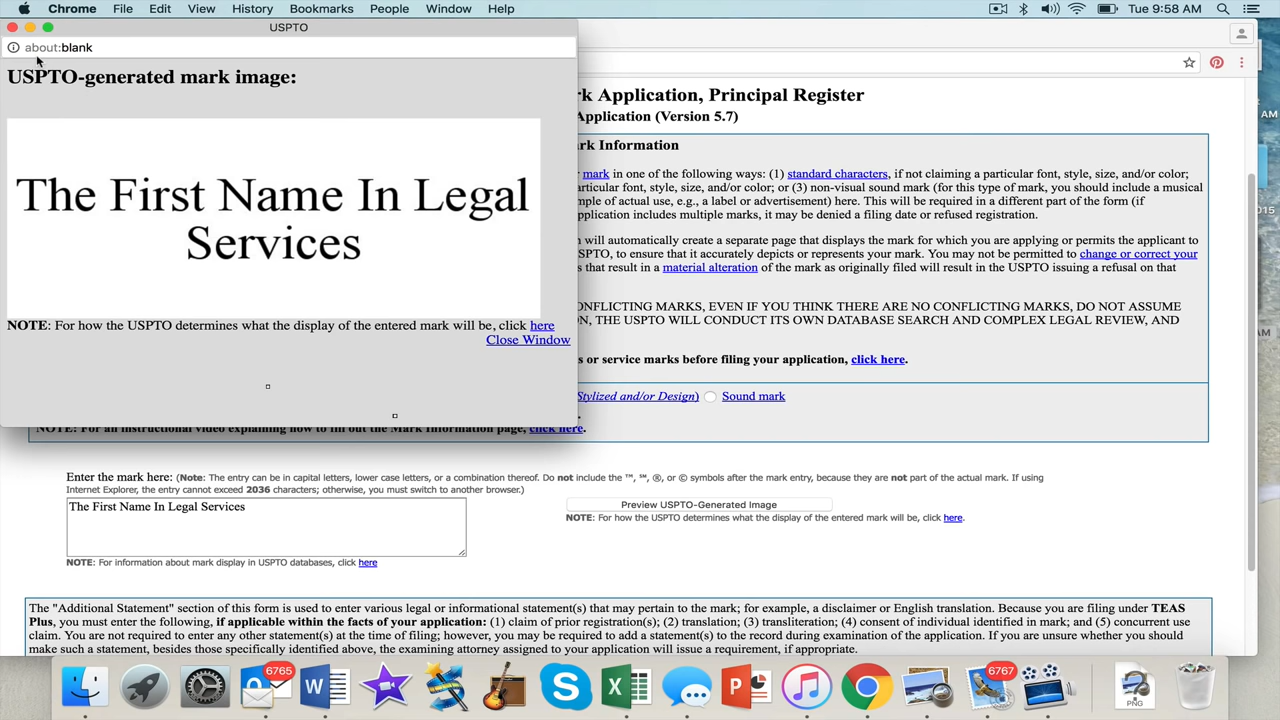 Chrome File Edit View History Bookmarks People Window Help Tue 9:58 AM
USPTO
about:blank
USPTO-generated mark image:
The First Name In Legal
Services
NOTE: For how the USPTO determines what the display of the entered mark will be, click here
Close Window
rk Application, Principal Register
Application (Version 5.7)
ark Information
mark in one of the following ways: (1) standard characters, if not claiming a particular font, style, size, and/or color;
articular font, style, size, and/or color; or (3) non-visual sound mark (for this type of mark, you should include a musical
mple of actual use, e.g., a label or advertisement) here. This will be required in a different part of the form (if
pplication includes multiple marks, it may be denied a filing date or refused registration.
n will automatically create a separate page that displays the mark for which you are applying or permits the applicant to
SPTO, to ensure that it accurately depicts or represents your mark. You may not be permitted to change or correct your
s that result in a material alteration of the mark as originally filed will result in the USPTO issuing a refusal on that
ONFLICTING MARKS, EVEN IF YOU THINK THERE ARE NO CONFLICTING MARKS, DO NOT ASSUME
ON, THE USPTO WILL CONDUCT ITS OWN DATABASE SEARCH AND COMPLEX LEGAL REVIEW, AND
s or service marks before filing your application, click here.
Stylized and/or Design) Sound mark
NOTE: For an instructional video explaining how to fill out the Mark Information page, click here.
Enter the mark here: (Note: The entry can be in capital letters, lower case letters, or a combination thereof. Do not include the ™, ℠, ®, or © symbols after the mark entry, because they are not part of the actual mark. If using
Internet Explorer, the entry cannot exceed 2036 characters; otherwise, you must switch to another browser.)
The First Name In Legal Services
Preview USPTO-Generated Image
NOTE: For how the USPTO determines what the display of the entered mark will be, click here.
NOTE: For information about mark display in USPTO databases, click here
The "Additional Statement" section of this form is used to enter various legal or informational statement(s) that may pertain to the mark; for example, a disclaimer or English translation. Because you are filing under TEAS
Plus, you must enter the following, if applicable within the facts of your application: (1) claim of prior registration(s); (2) translation; (3) transliteration; (4) consent of individual identified in mark; and (5) concurrent use
claim. You are not required to enter any other statement(s) at the time of filing; however, you may be required to add a statement(s) to the record during examination of the application. If you are unsure whether you should
make such a statement, besides those specifically identified above, the examining attorney assigned to your application will issue a requirement, if appropriate.
AM
2015
AM
6765
6767
PNG